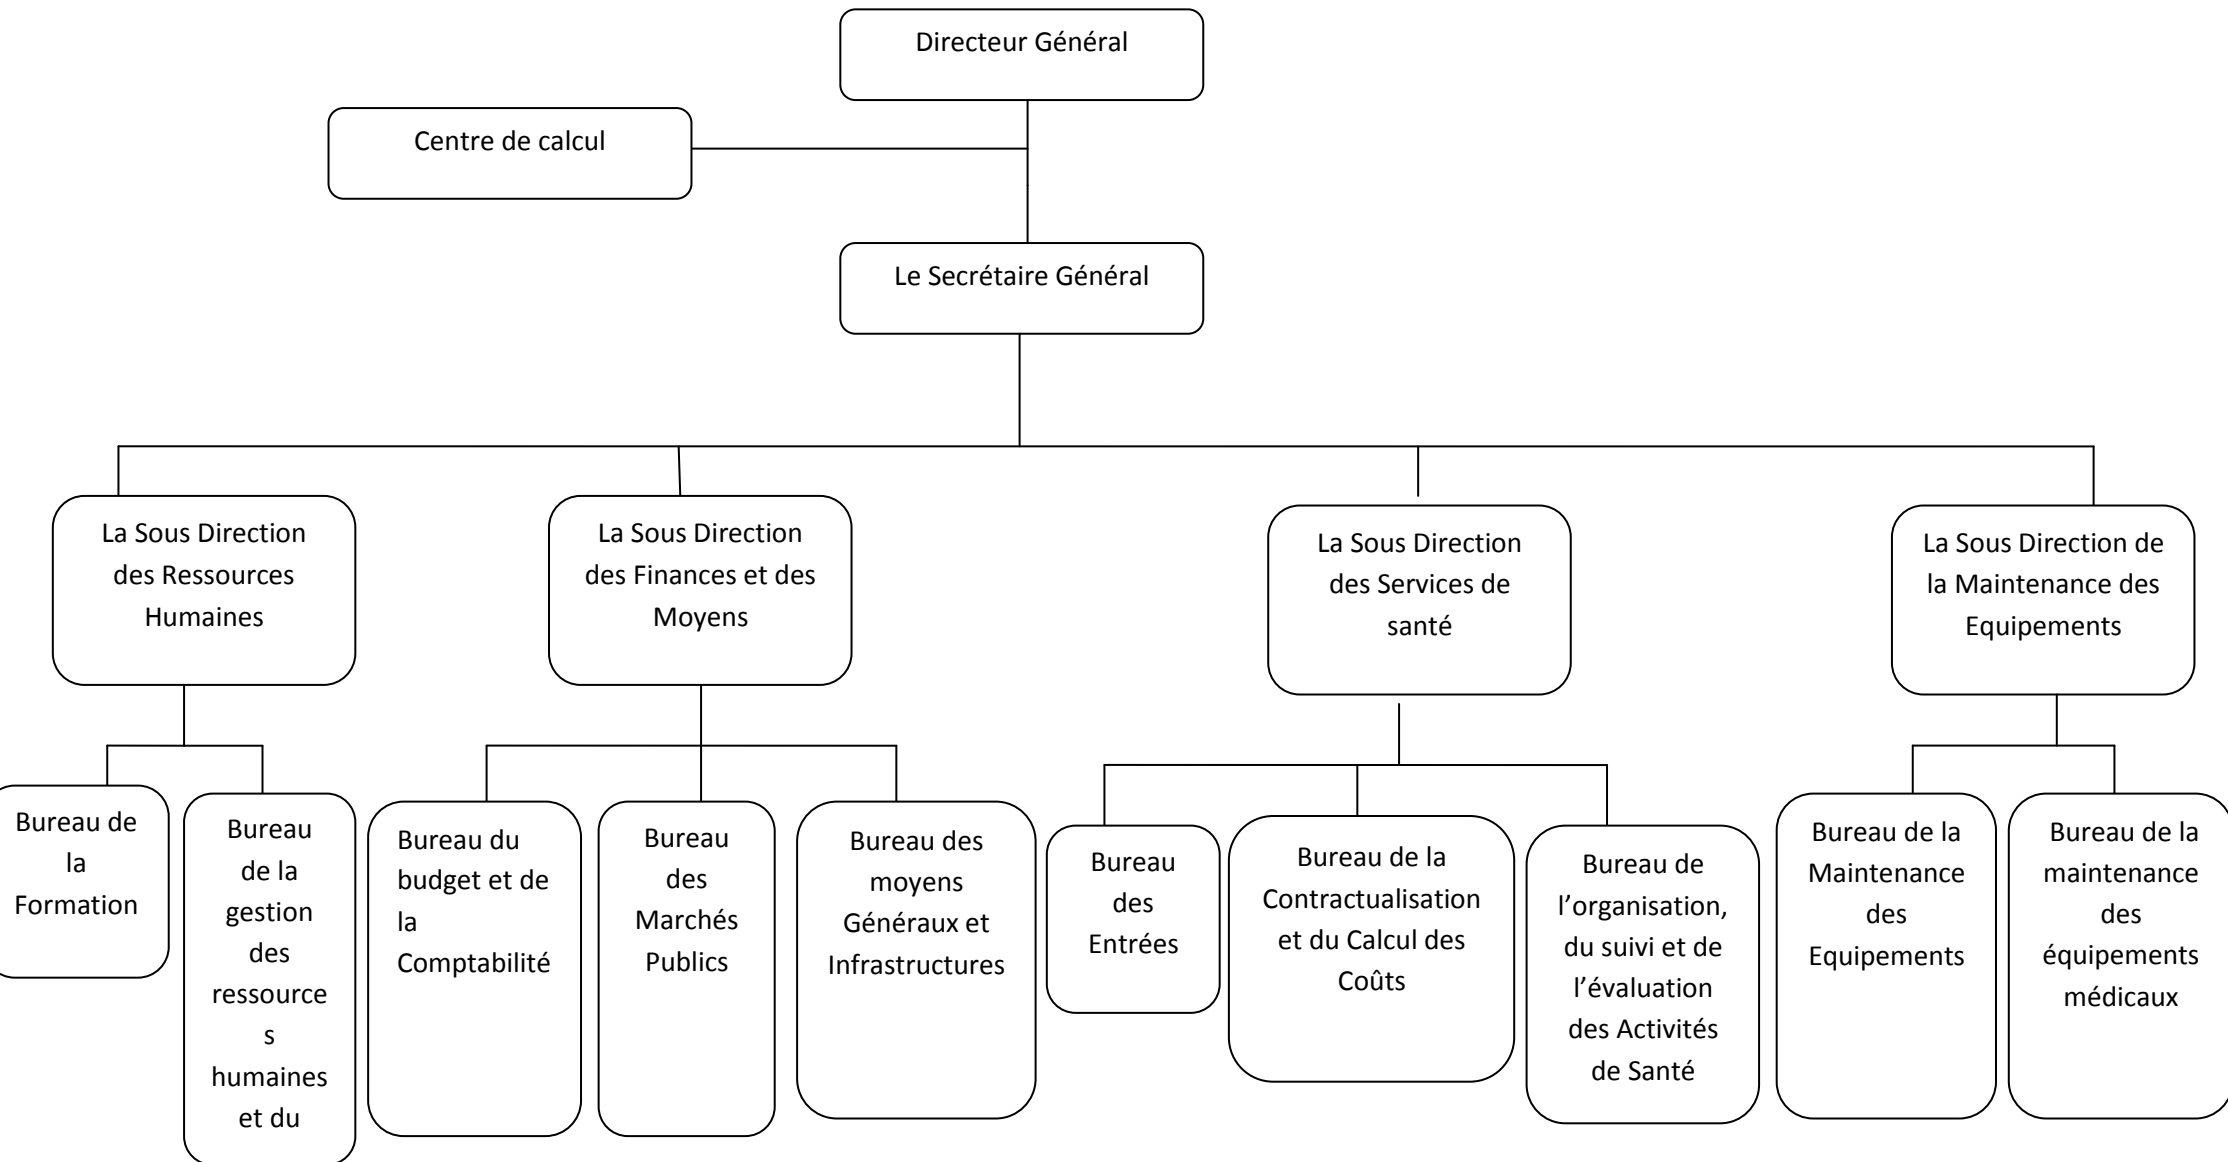 Directeur Général
Centre de calcul
Le Secrétaire Général
La Sous Direction
des Ressources
Humaines
La Sous Direction
des Finances et des
Moyens
La Sous Direction
des Services de
santé
La Sous Direction de
la Maintenance des
Equipements
Bureau de
la
Formation
Bureau
de la
gestion
des
ressource
s
humaines
et du
Bureau du
budget et de
la
Comptabilité
Bureau
des
Marchés
Publics
Bureau des
moyens
Généraux et
Infrastructures
Bureau
des
Entrées
Bureau de la
Contractualisation
et du Calcul des
Coûts
Bureau de
l’organisation,
du suivi et de
l’évaluation
des Activités
de Santé
Bureau de la
Maintenance
des
Equipements
Bureau de la
maintenance
des
équipements
médicaux